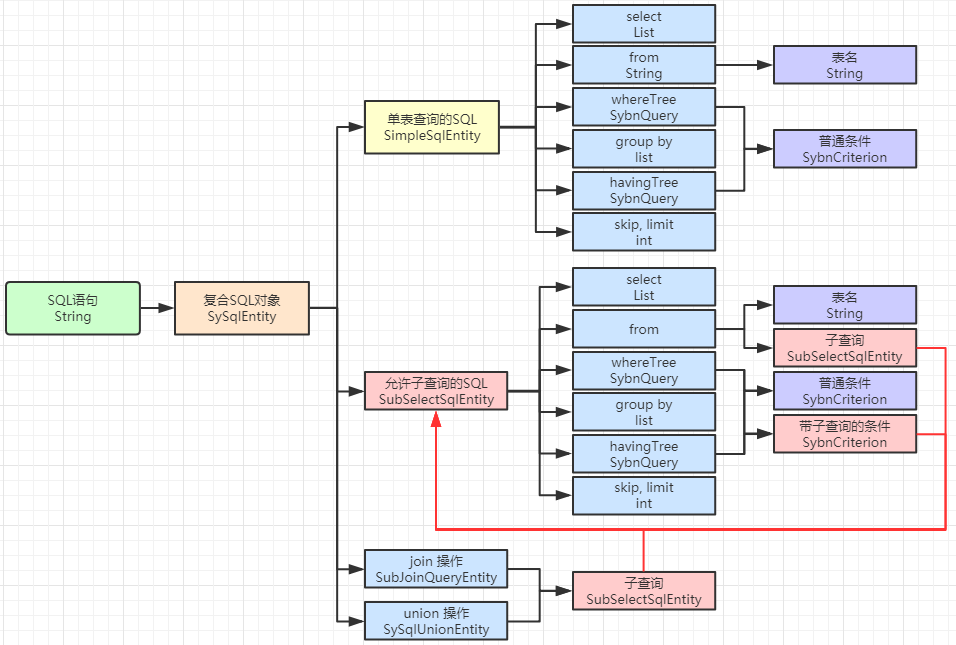 SQL语句
String
复合SQL对象
SySqlEntity
单表查询的SQL
SimpleSqlEntity
select
List
from
String
表名
String
whereTree
SybnQuery
group by
list
普通条件
SybnCriterion
havingTree
SybnQuery
skip, limit
int
允许子查询的SQL
SubSelectSqlEntity
select
List
from
表名
String
子查询
SubSelectSqlEntity
whereTree
SybnQuery
普通条件
SybnCriterion
group by
list
带子查询的条件
SybnCriterion
havingTree
SybnQuery
skip, limit
int
join 操作
SubJoinQueryEntity
union 操作
SySqlUnionEntity
子查询
SubSelectSqlEntity